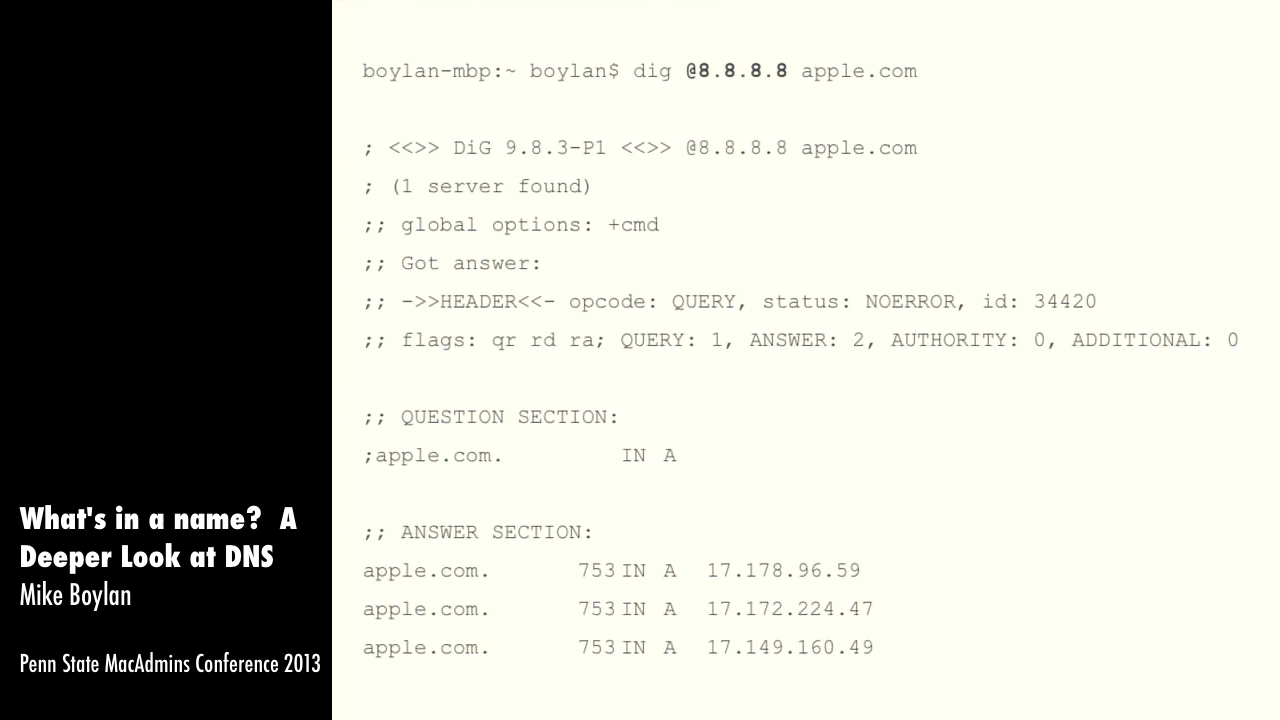 boylan-mbp:~ boylan$ dig @8.8.8.8 apple.com
; <<>> DiG 9.8.3-P1 <<>> @8.8.8.8 apple.com
; (1 server found)
;; global options: +cmd
;; Got answer:
;; ->>HEADER<<- opcode: QUERY, status: NOERROR, id: 34420
;; flags: qr rd ra; QUERY: 1, ANSWER: 2, AUTHORITY: 0, ADDITIONAL: 0
;; QUESTION SECTION:
;apple.com. IN A
;; ANSWER SECTION:
apple.com. 753 IN A 17.178.96.59
apple.com. 753 IN A 17.172.224.47
apple.com. 753 IN A 17.149.160.49
What's in a name? A
Deeper Look at DNS
Mike Boylan
Penn State MacAdmins Conference 2013